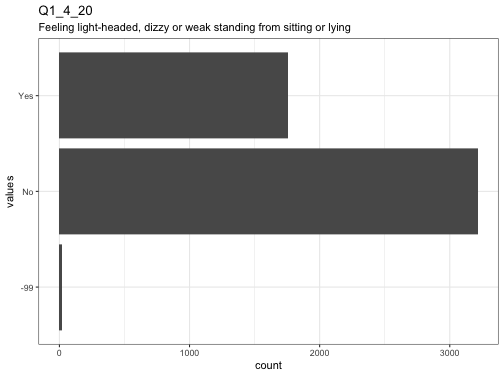 Q1_4_20
Feeling light-headed, dizzy or weak standing from sitting or lying
values
Yes
No
-99
0
1000
2000
3000
count